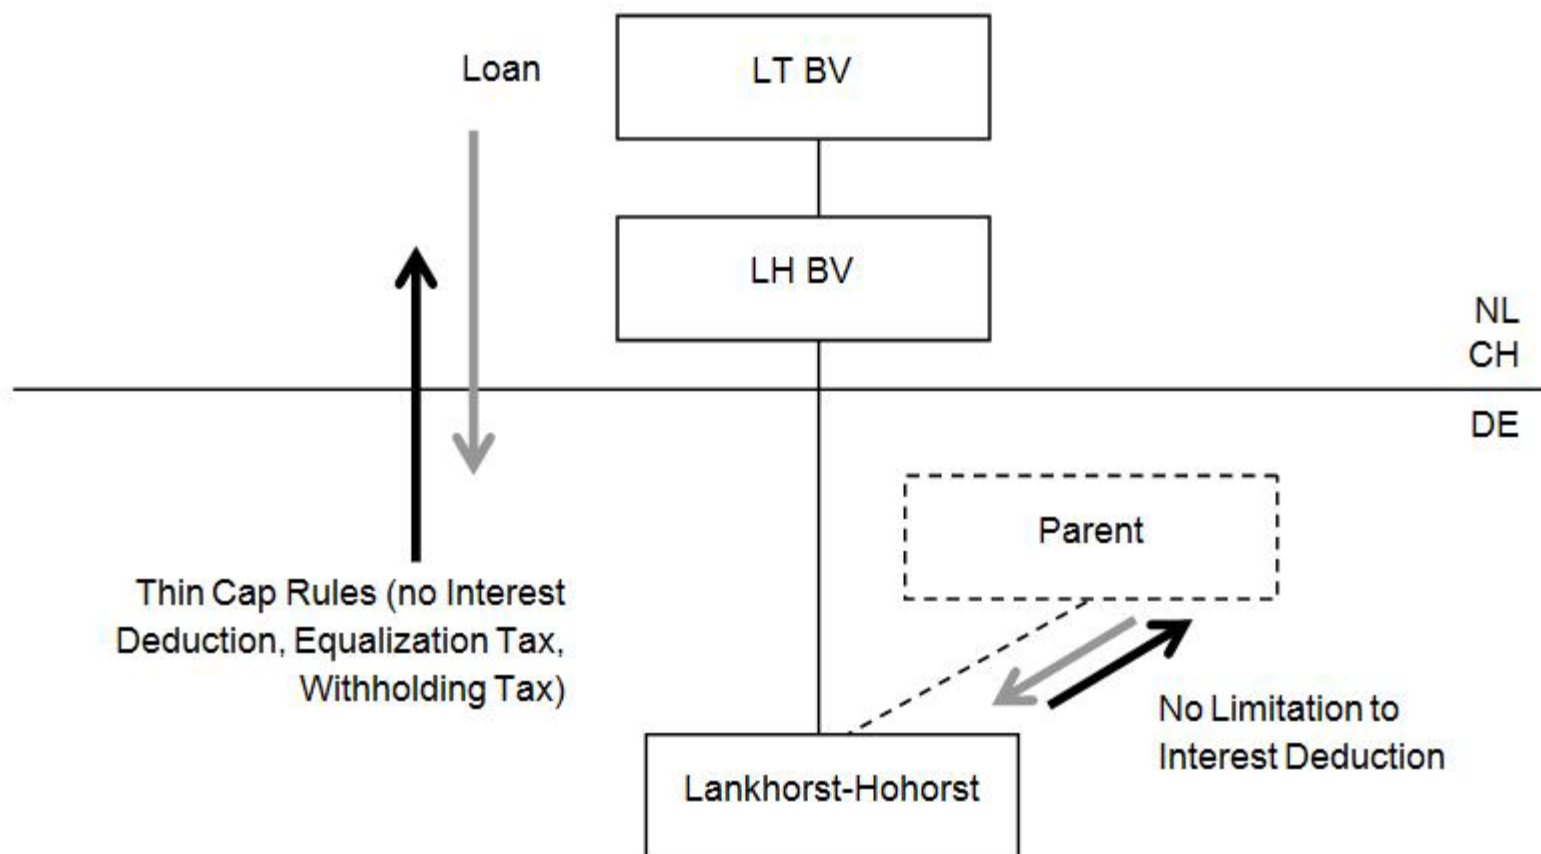 Loan
LT BV
LH BV
NL
CH
DE
Parent
Thin Cap Rules (no Interest
Deduction, Equalization Tax,
Withholding Tax)
No Limitation to
Interest Deduction
Lankhorst-Hohorst